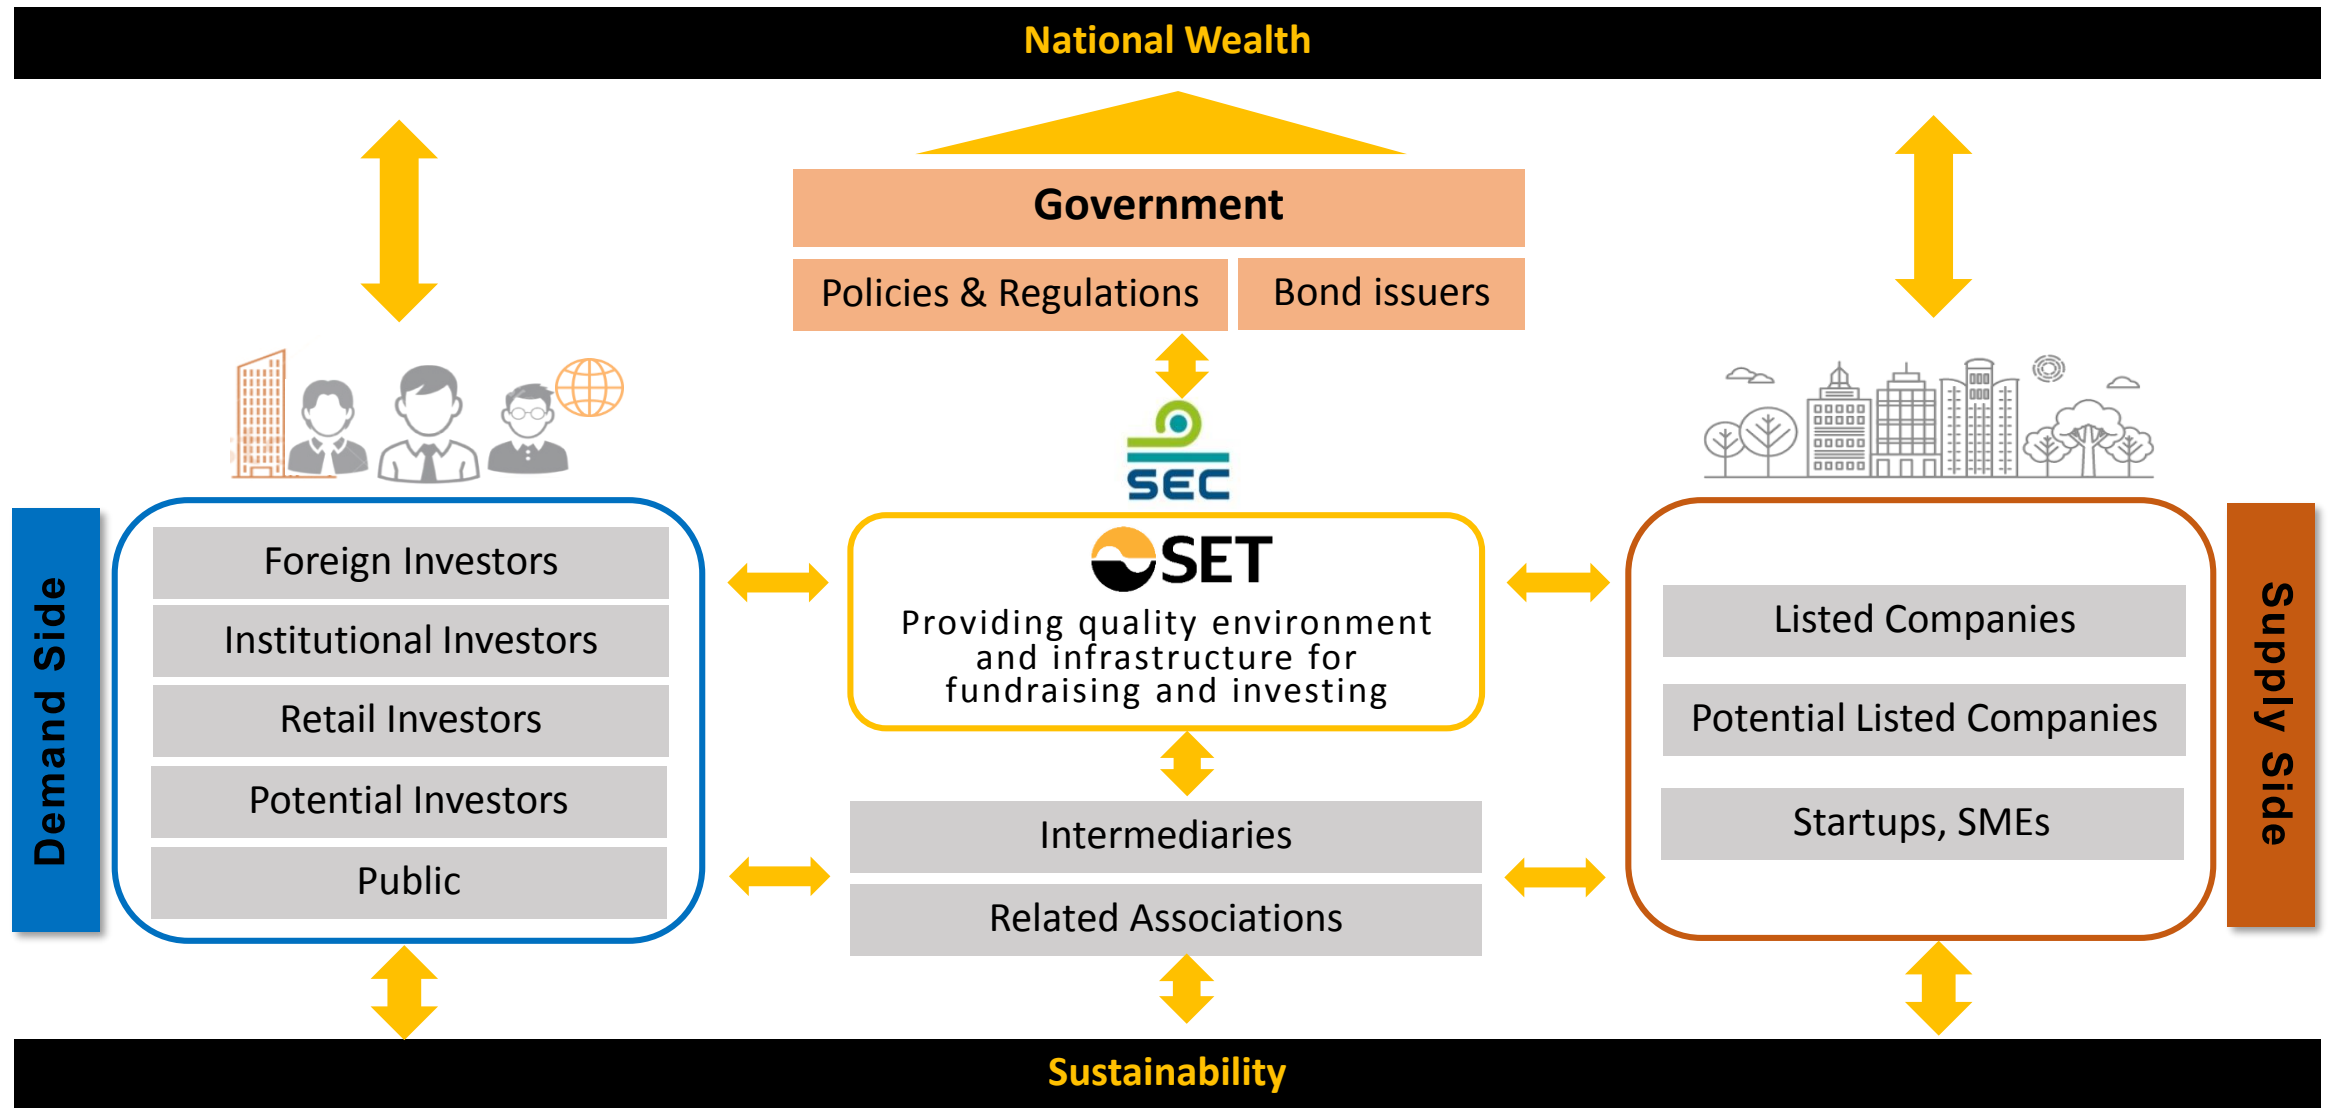 National Wealth
Government
Policies & Regulations
Bond issuers
SEC
Demand Side
Foreign Investors
Institutional Investors
Retail Investors
Potential Investors
Public
SET
Providing quality environment
and infrastructure for
fundraising and investing
Intermediaries
Related Associations
Listed Companies
Potential Listed Companies
Startups, SMEs
Supply Side
Sustainability